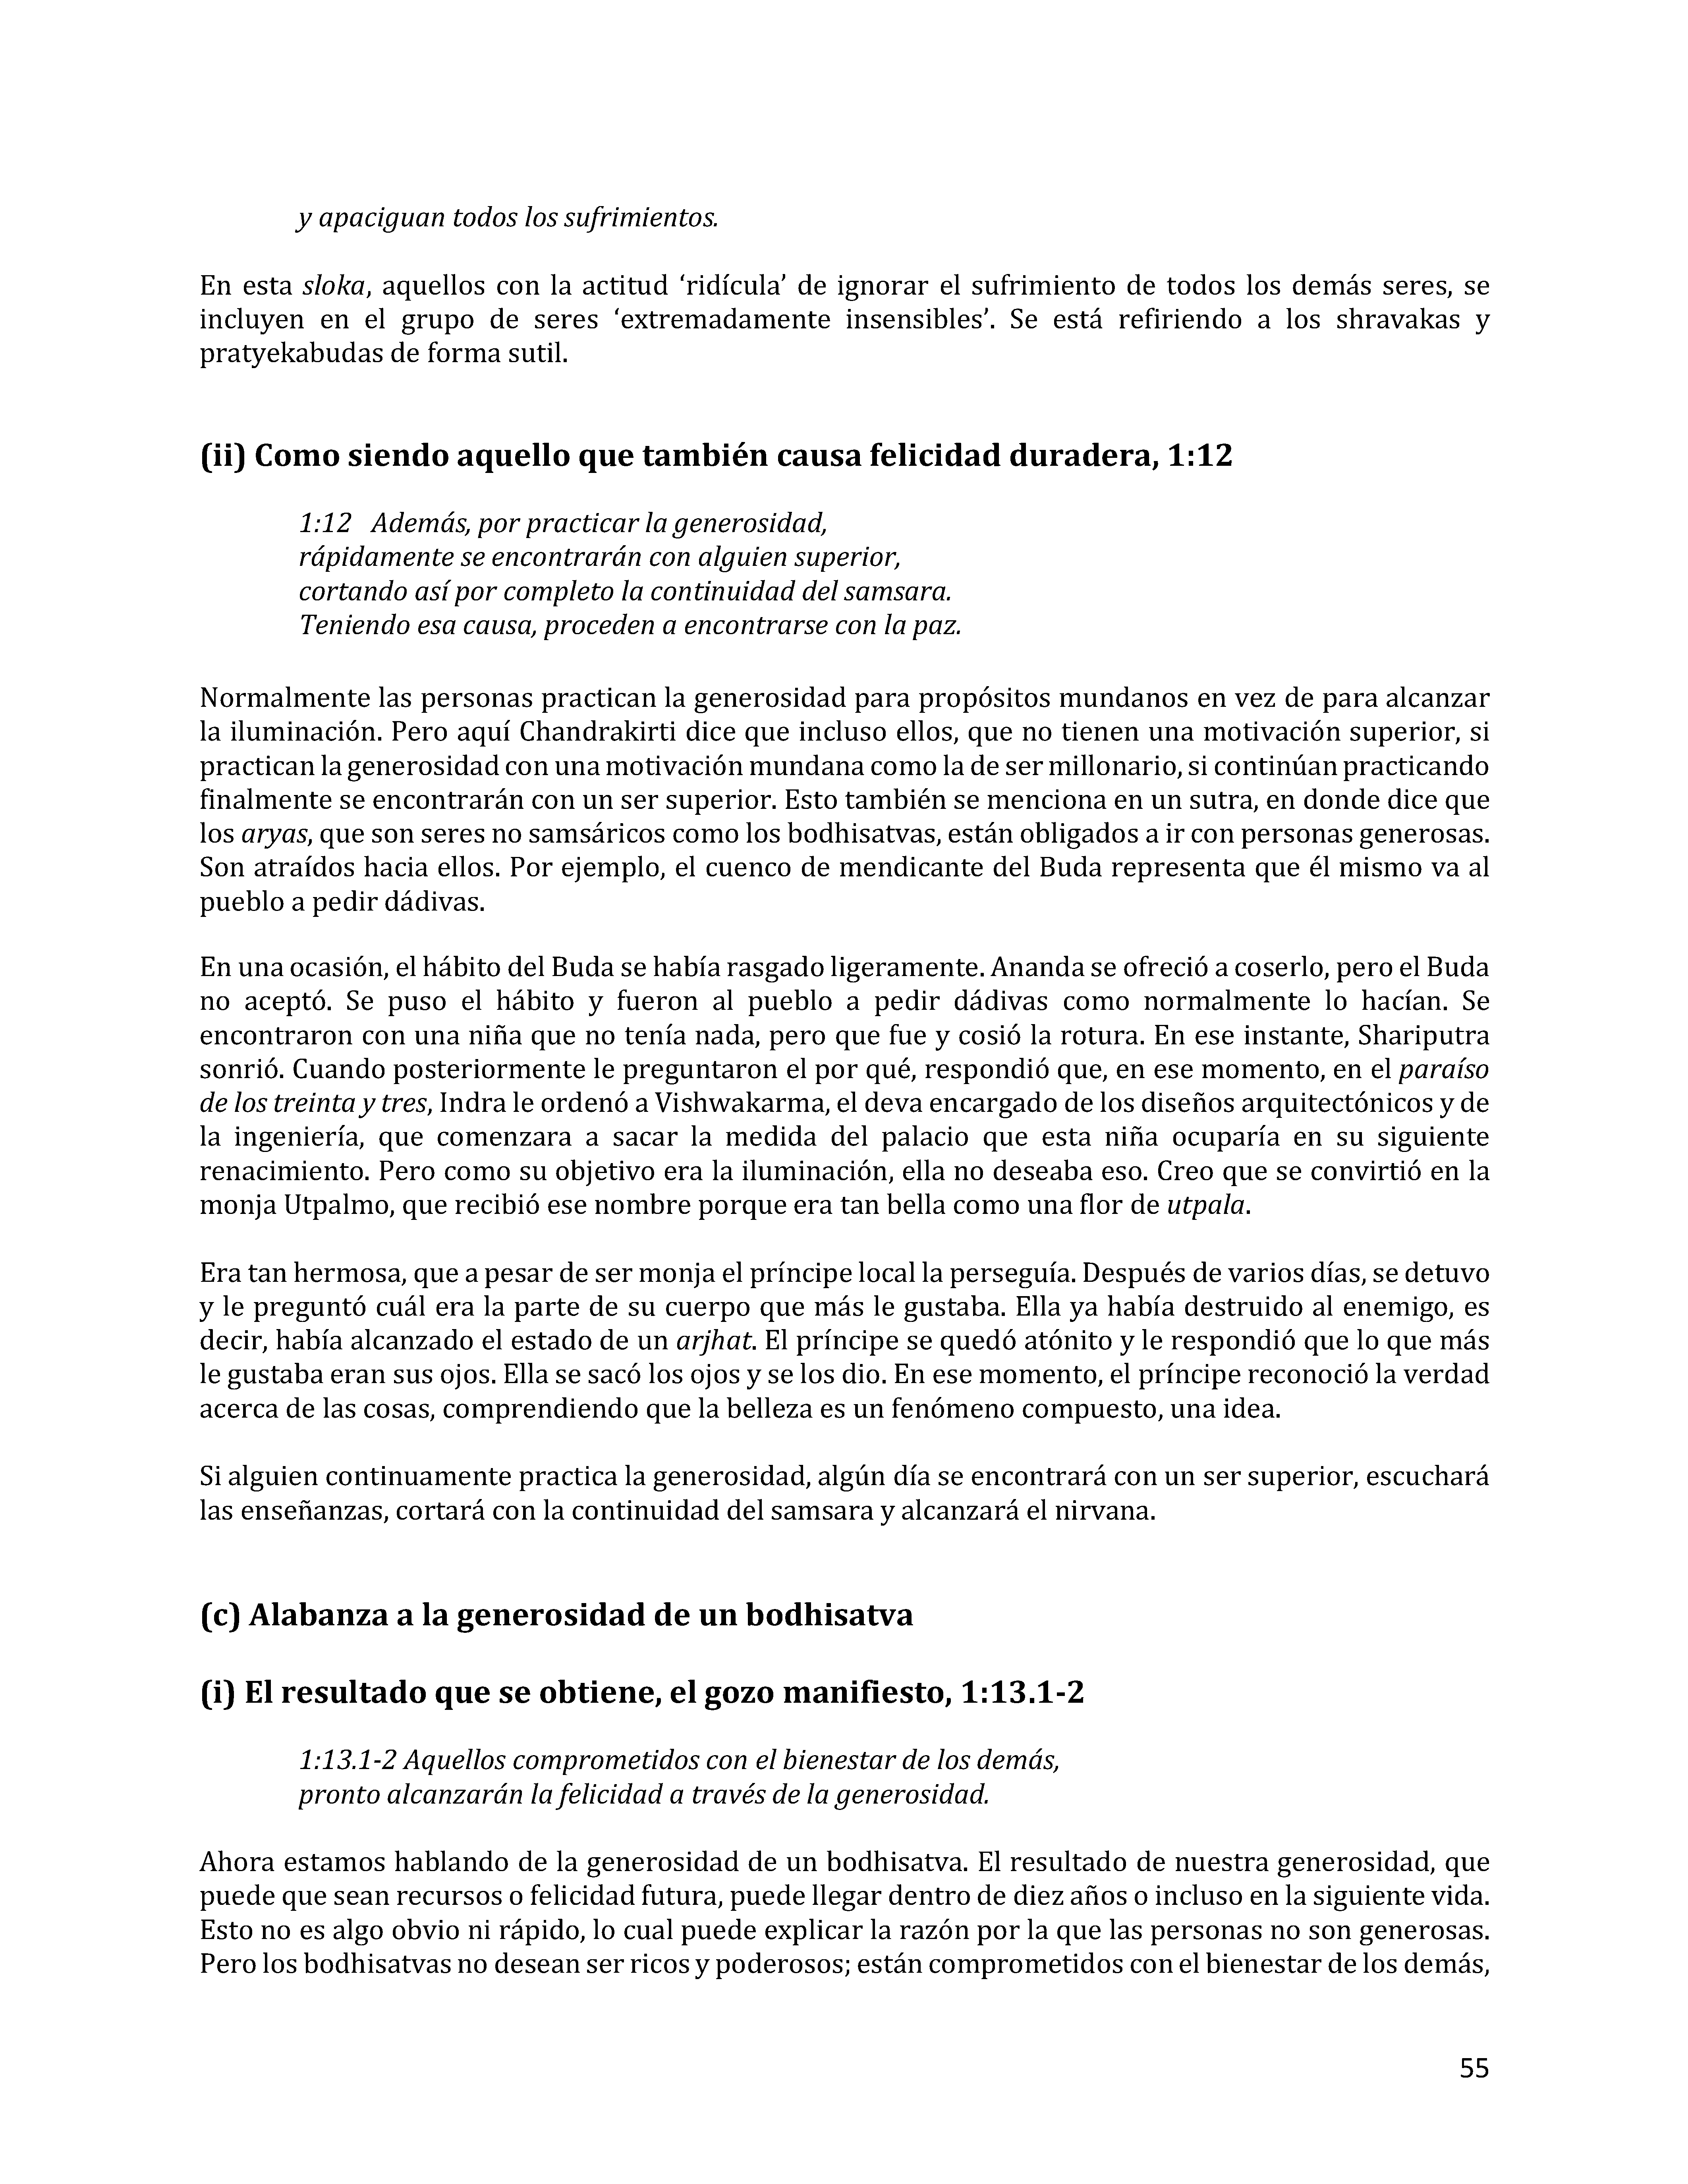 y apaciguan todos los sufrimientos.
En esta sloka, aquellos con la actitud ‘ridícula’ de ignorar el sufrimiento de todos los demás seres, se
incluyen en el grupo de seres ‘extremadamente insensibles’. Se está refiriendo a los shravakas y
pratyekabudas de forma sutil.
(ii) Como siendo aquello que también causa felicidad duradera, 1:12
1:12 Además, por practicar la generosidad,
rápidamente se encontrarán con alguien superior,
cortando así por completo la continuidad del samsara.
Teniendo esa causa, proceden a encontrarse con la paz.
Normalmente las personas practican la generosidad para propósitos mundanos en vez de para alcanzar
la iluminación. Pero aquí Chandrakirti dice que incluso ellos, que no tienen una motivación superior, si
practican la generosidad con una motivación mundana como la de ser millonario, si continúan practicando
finalmente se encontrarán con un ser superior. Esto también se menciona en un sutra, en donde dice que
los aryas, que son seres no samsáricos como los bodhisatvas, están obligados a ir con personas generosas.
Son atraídos hacia ellos. Por ejemplo, el cuenco de mendicante del Buda representa que él mismo va al
pueblo a pedir dádivas.
En una ocasión, el hábito del Buda se había rasgado ligeramente. Ananda se ofreció a coserlo, pero el Buda
no aceptó. Se puso el hábito y fueron al pueblo a pedir dádivas como normalmente lo hacían. Se
encontraron con una niña que no tenía nada, pero que fue y cosió la rotura. En ese instante, Shariputra
sonrió. Cuando posteriormente le preguntaron el por qué, respondió que, en ese momento, en el paraíso
de los treinta y tres, Indra le ordenó a Vishwakarma, el deva encargado de los diseños arquitectónicos y de
la ingeniería, que comenzara a sacar la medida del palacio que esta niña ocuparía en su siguiente
renacimiento. Pero como su objetivo era la iluminación, ella no deseaba eso. Creo que se convirtió en la
monja Utpalmo, que recibió ese nombre porque era tan bella como una flor de utpala.
Era tan hermosa, que a pesar de ser monja el príncipe local la perseguía. Después de varios días, se detuvo
y le preguntó cuál era la parte de su cuerpo que más le gustaba. Ella ya había destruido al enemigo, es
decir, había alcanzado el estado de un arjhat. El príncipe se quedó atónito y le respondió que lo que más
le gustaba eran sus ojos. Ella se sacó los ojos y se los dio. En ese momento, el príncipe reconoció la verdad
acerca de las cosas, comprendiendo que la belleza es un fenómeno compuesto, una idea.
Si alguien continuamente practica la generosidad, algún día se encontrará con un ser superior, escuchará
las enseñanzas, cortará con la continuidad del samsara y alcanzará el nirvana.
(c) Alabanza a la generosidad de un bodhisatva
(i) El resultado que se obtiene, el gozo manifiesto, 1:13.1-2
1:13.1-2 Aquellos comprometidos con el bienestar de los demás,
pronto alcanzarán la felicidad a través de la generosidad.
Ahora estamos hablando de la generosidad de un bodhisatva. El resultado de nuestra generosidad, que
puede que sean recursos o felicidad futura, puede llegar dentro de diez años o incluso en la siguiente vida.
Esto no es algo obvio ni rápido, lo cual puede explicar la razón por la que las personas no son generosas.
Pero los bodhisatvas no desean ser ricos y poderosos; están comprometidos con el bienestar de los demás,
55